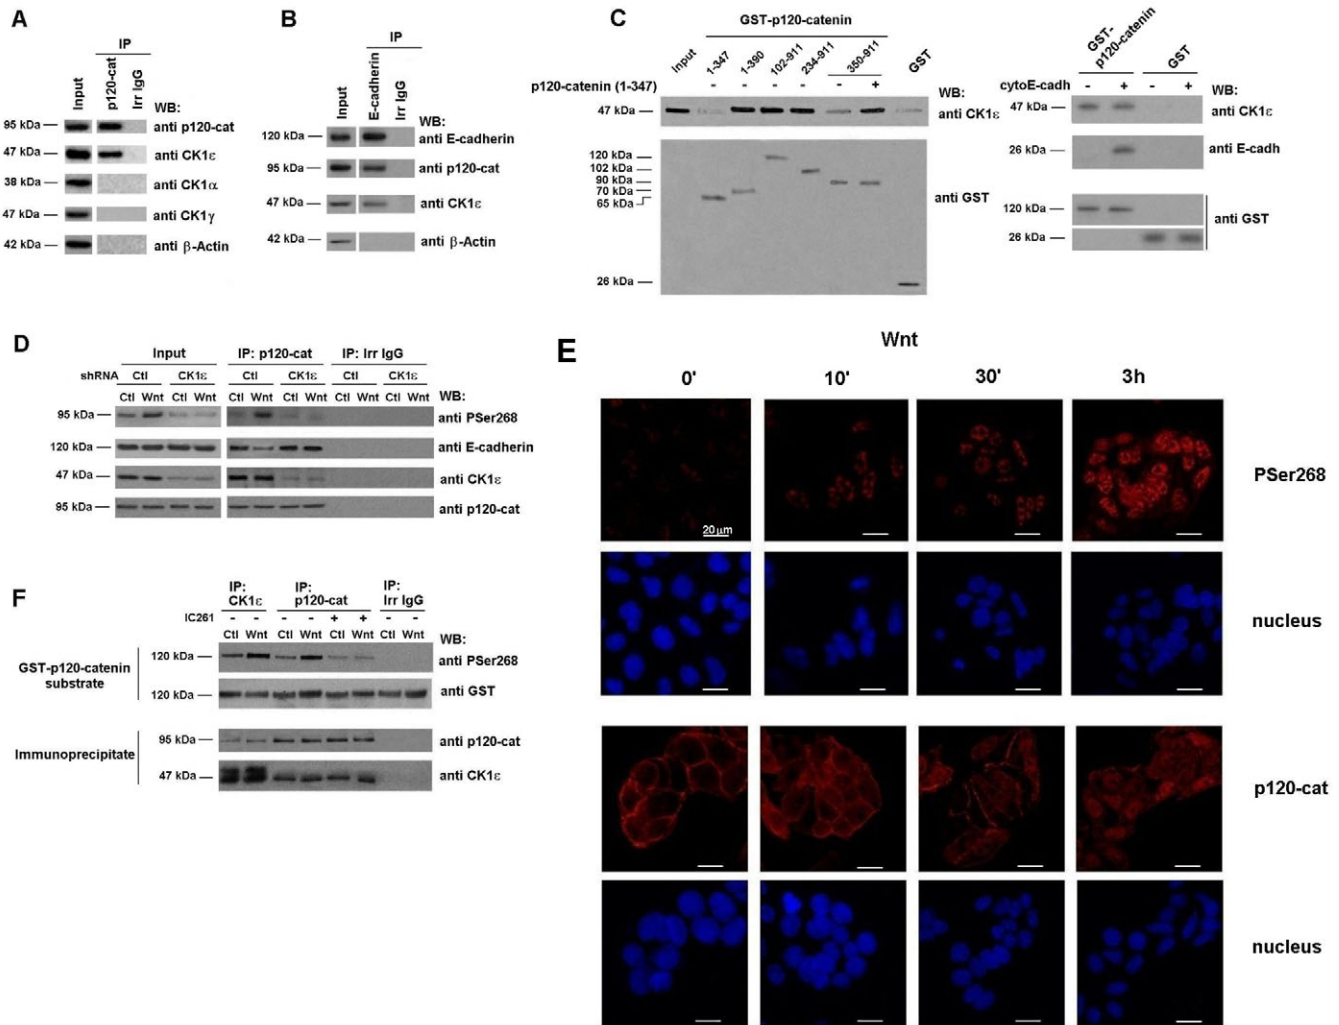 A
IP
Input
p120-cat
Irr IgG
WB:
95 kDa
anti p120-cat
47 kDa
anti CK1ε
38 kDa
anti CK1α
47 kDa
anti CK1γ
42 kDa
anti β-Actin
B
IP
Input
E-cadherin
Irr IgG
WB:
120 kDa
anti E-cadherin
95 kDa
anti p120-cat
47 kDa
anti CK1ε
42 kDa
anti β-Actin
C
GST-p120-catenin
Input
1-347
1-390
102-911
234-911
350-911
GST
p120-catenin (1-347)
- - - - - +
WB:
47 kDa
anti CK1ε
120 kDa
102 kDa
90 kDa
70 kDa
65 kDa
anti GST
26 kDa
GST-
p120-catenin
GST
cytoE-cadh
- + - +
WB:
47 kDa
anti CK1ε
26 kDa
anti E-cadh
120 kDa
anti GST
26 kDa
D
Input IP: p120-cat IP: Irr IgG
shRNA Ctl CK1ε Ctl CK1ε Ctl CK1ε
Ctl Wnt Ctl Wnt Ctl Wnt Ctl Wnt Ctl Wnt Ctl Wnt WB:
95 kDa
anti PSer268
120 kDa
anti E-cadherin
47 kDa
anti CK1ε
95 kDa
anti p120-cat
E
Wnt
0' 10' 30' 3h
20µm
PSer268
nucleus
p120-cat
nucleus
F
IP:
CK1ε
IP:
p120-cat
IP:
Irr IgG
IC261 - - - - + + - -
Ctl Wnt Ctl Wnt Ctl Wnt Ctl Wnt WB:
GST-p120-catenin
substrate
120 kDa
anti PSer268
120 kDa
anti GST
Immunoprecipitate
95 kDa
anti p120-cat
47 kDa
anti CK1ε